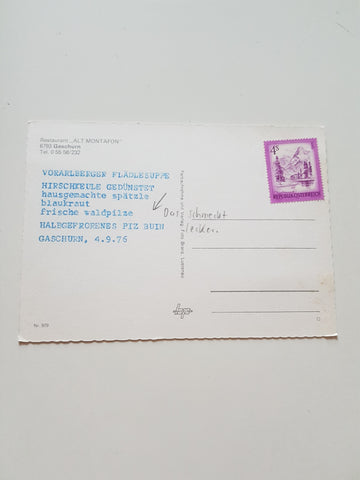 Restaurant „ALT MONTAFON"
6793 Gaschurn
Tel. 0 55 58/232
VORARLBERGER FLÄDLESUPPE
HIRSCHKEULE GEDÜNSTET
hausgemachte spätzle
blaukraut
frische waldpilze
HALBGEFRORENES PIZ BUIN
GASCHURN, 4.9.76
Das schmeckt
lecker.
4S
REPUBLIK ÖSTERREICH